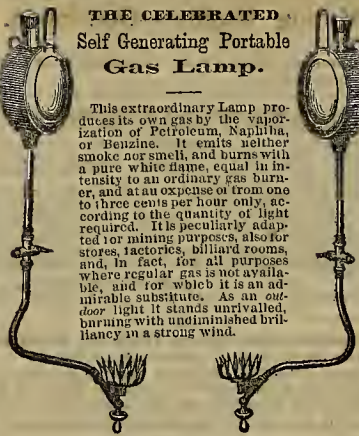 THE CELEBRATED
Self Generating Portable
Gas Lamp.
This extraordinary Lamp pro-
duces its own gas by the vapor-
ization of Petroleum, Naphtha,
or Benzine. It emits neither
smoke nor smell, and burns with
a pure white flame, equal in in-
tensity to an ordinary gas burn-
er, and at an expense of from one
to three cents per hour only, ac-
cording to the quantity of light
required. It is peculiarly adap-
ted for mining purposes, also for
stores, factories, billiard rooms,
and, in fact, for all purposes
where regular gas is not availa-
ble, and for which it is an ad-
mirable substitute. As an out-
door light it stands unrivalled,
burning with undiminished bril-
liancy in a strong wind.